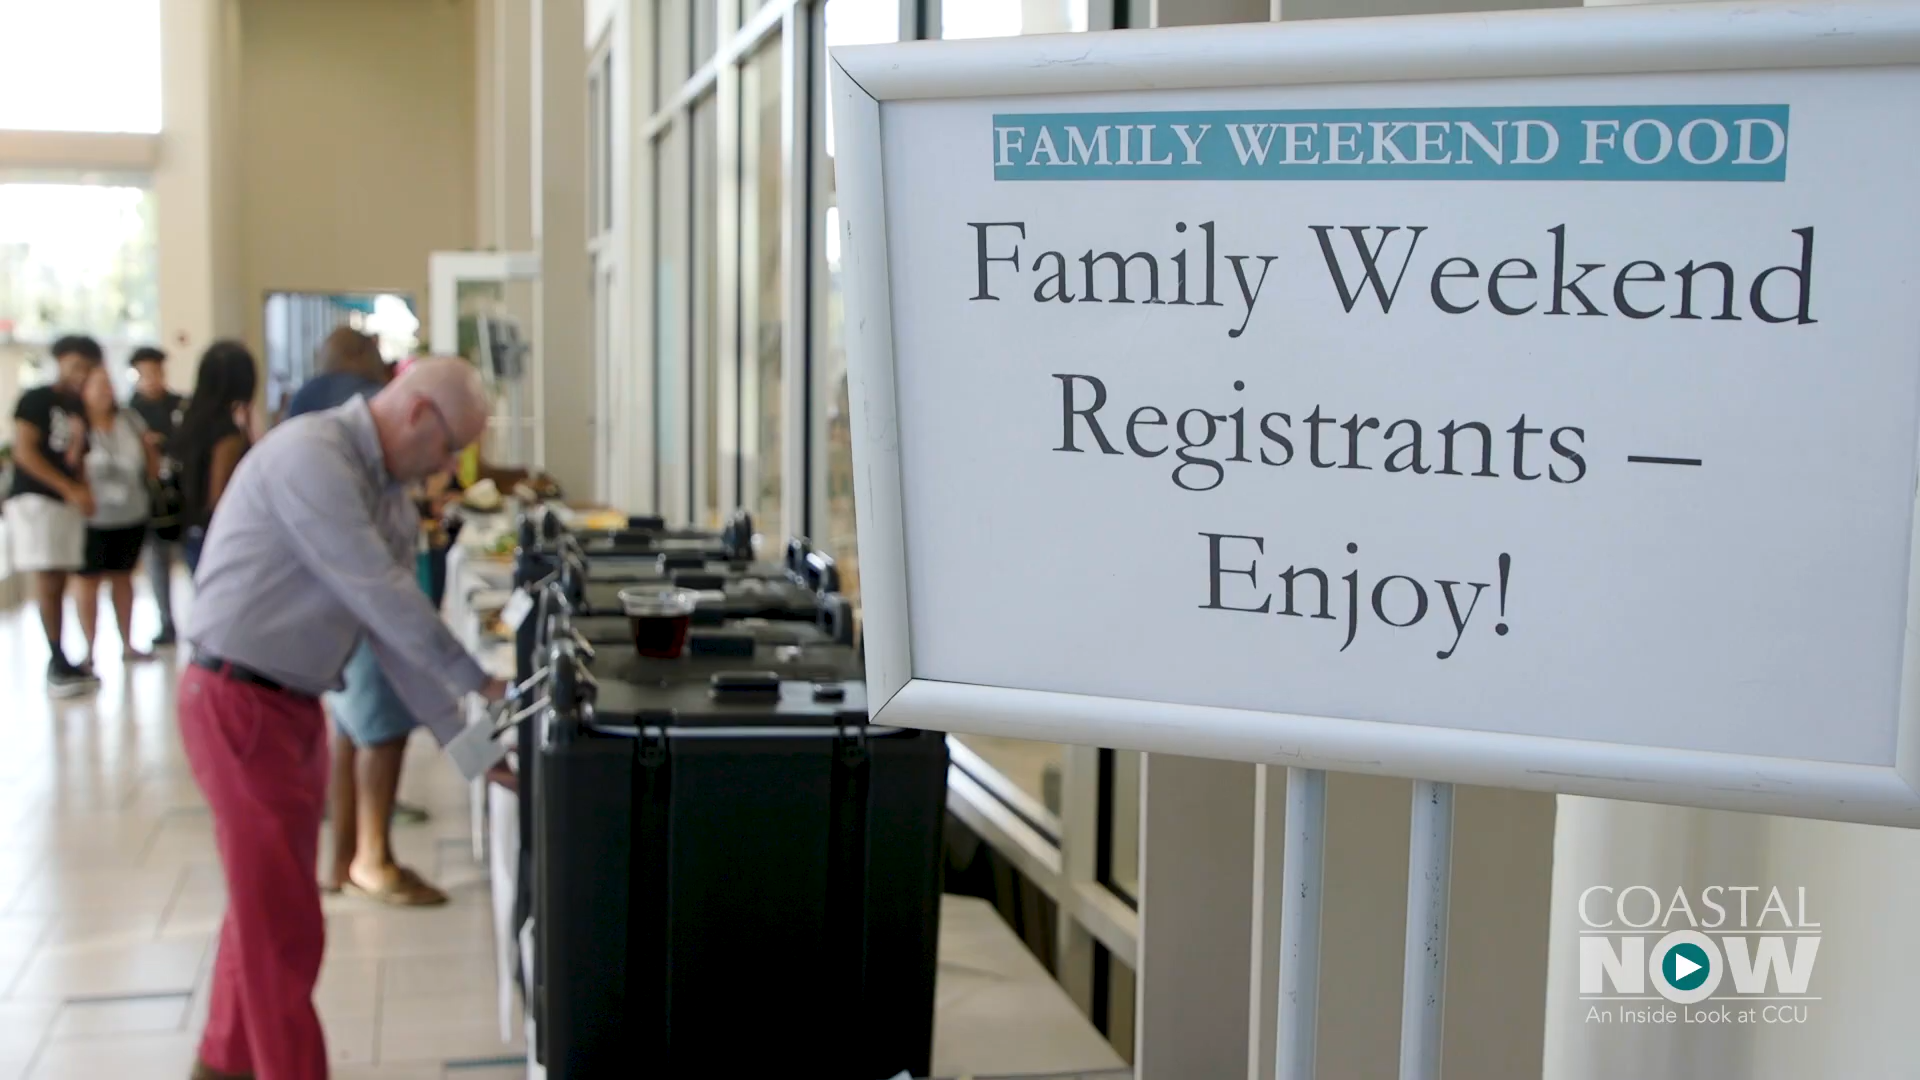 FAMILY WEEKEND FOOD
Family Weekend
Registrants –
Enjoy!
COASTAL
NOW
An Inside Look at CCU